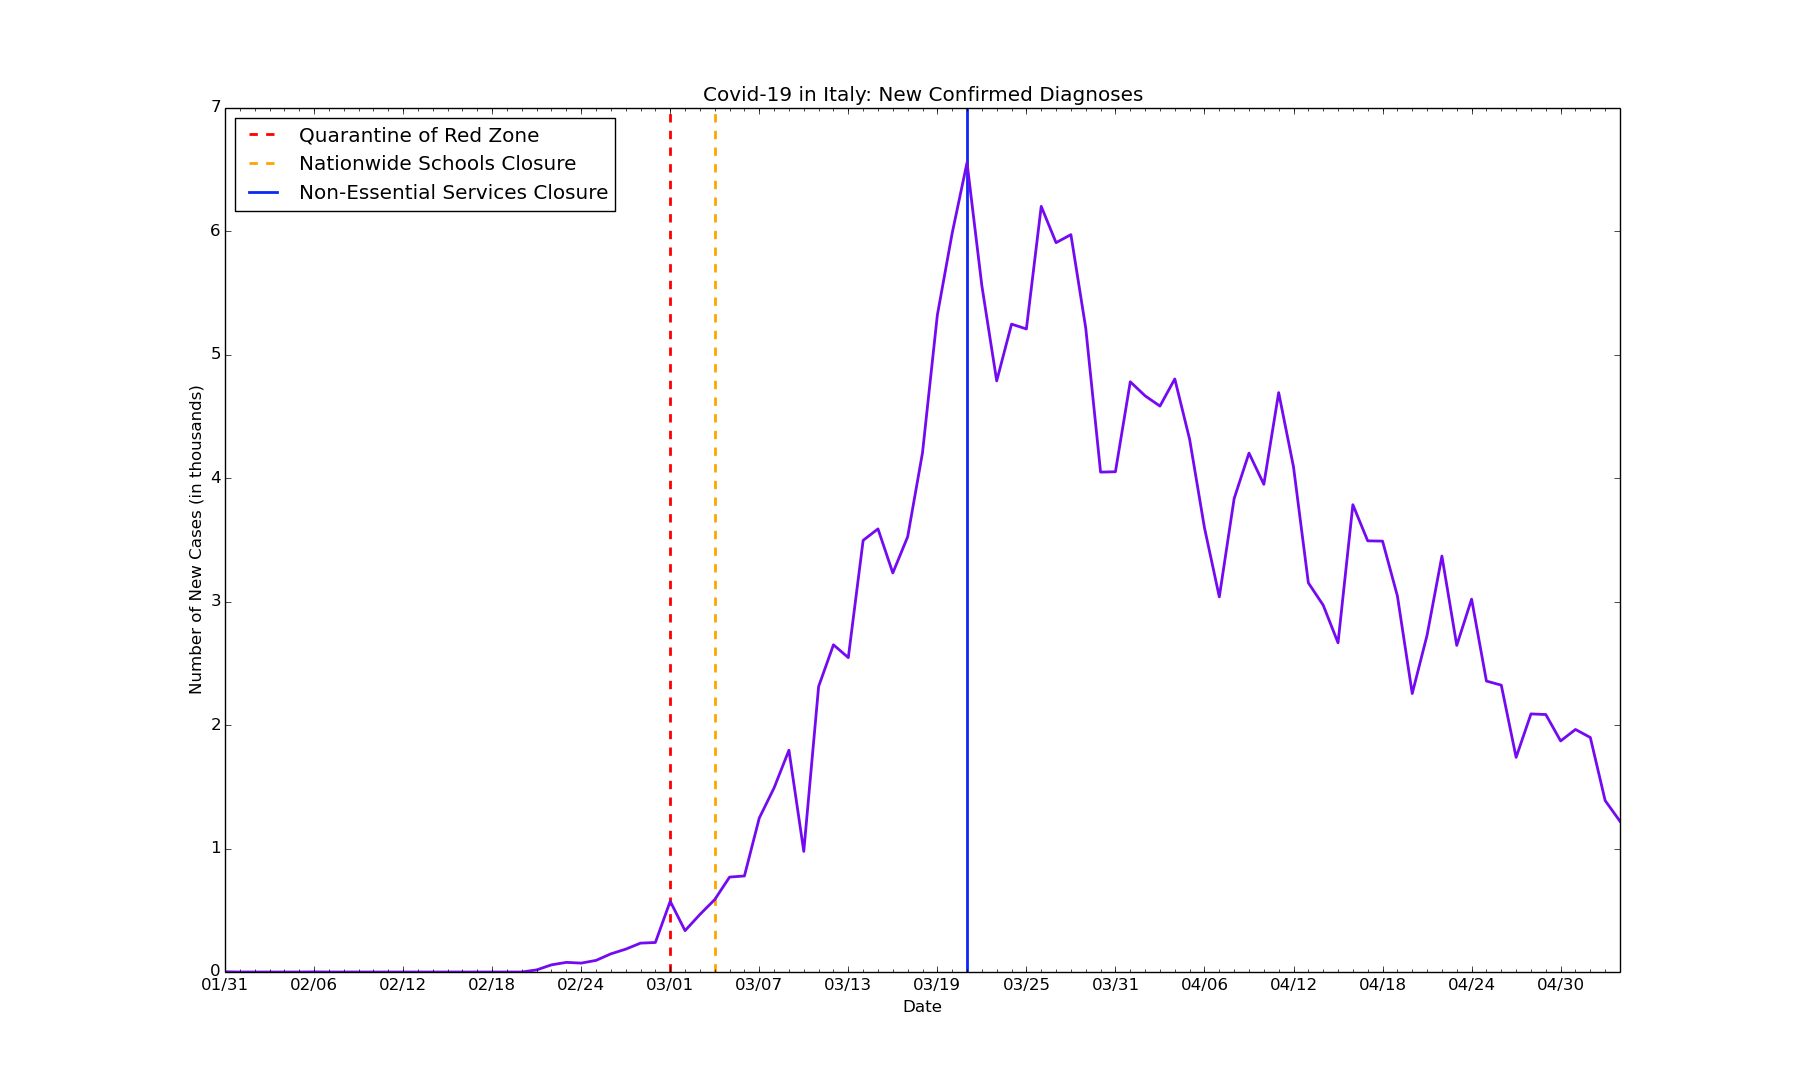 Covid-19 in Italy: New Confirmed Diagnoses
Quarantine of Red Zone
Nationwide Schools Closure
Non-Essential Services Closure
Number of New Cases (in thousands)
7
6
5
4
3
2
1
0
01/31 02/06 02/12 02/18 02/24 03/01 03/07 03/13 03/19 03/25 03/31 04/06 04/12 04/18 04/24 04/30
Date